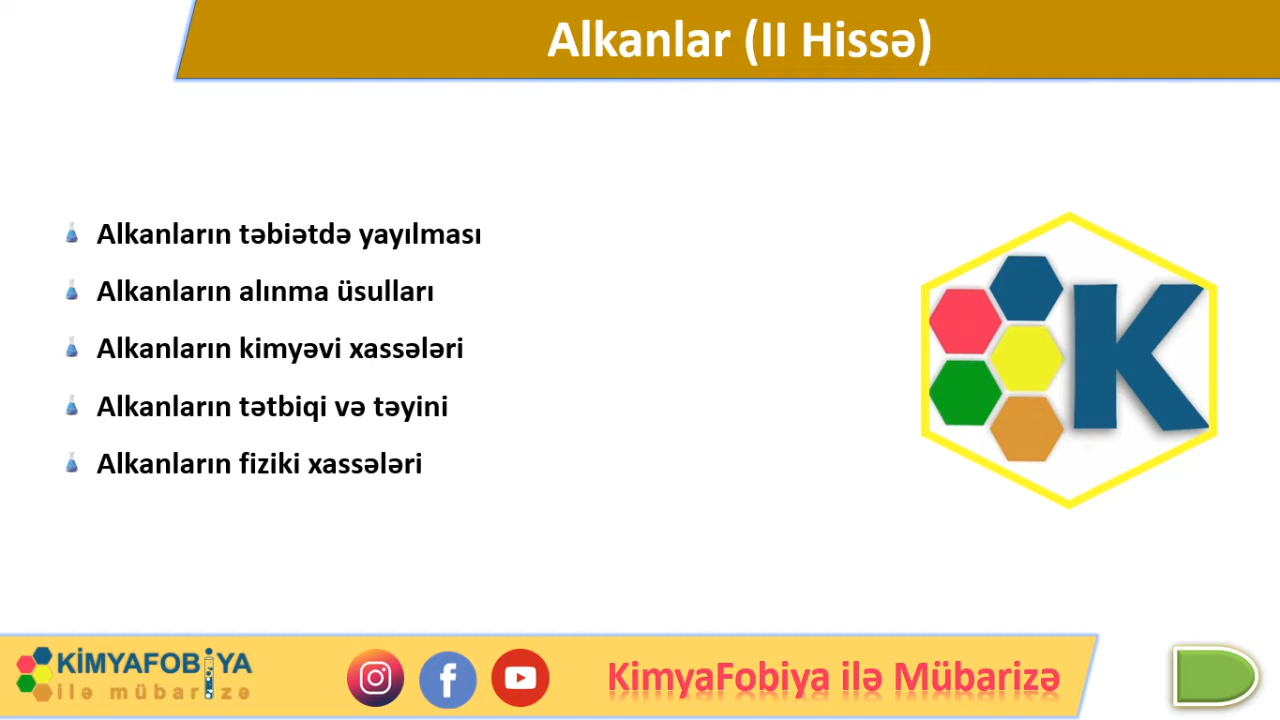 Alkanlar (II Hissə)
Alkanların təbiətdə yayılması
Alkanların alınma üsulları
Alkanların kimyəvi xassələri
Alkanların tətbiqi və təyini
Alkanların fiziki xassələri
K
KİMYAFOBİYA
ilə mübarizə
KimyaFobiya ilə Mübarizə